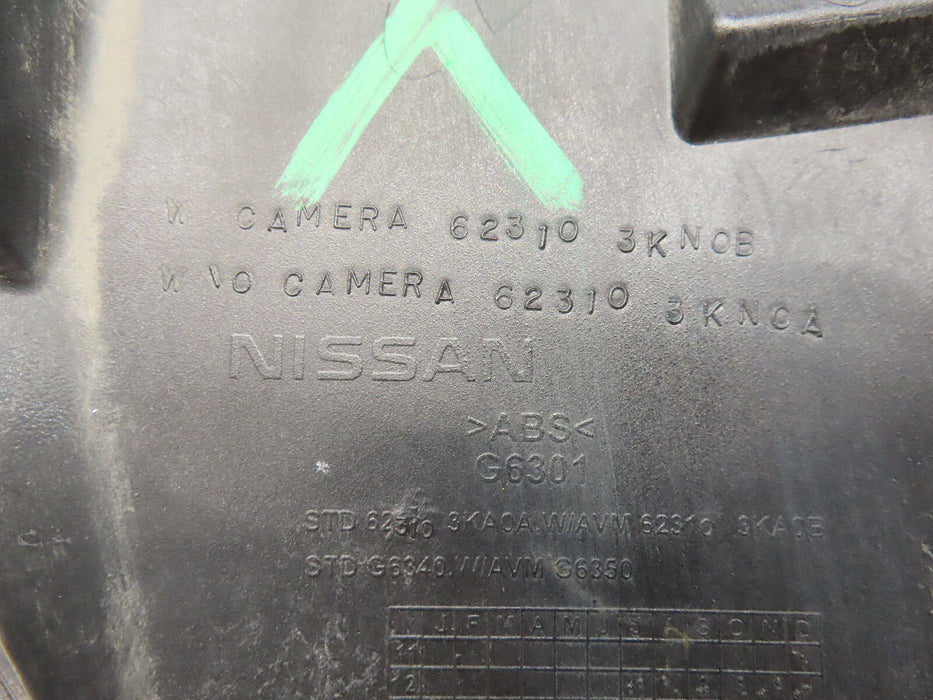 W CAMERA 62310 3KN0B
W\O CAMERA 62310 3KN0A
NISSAN
>ABS<
G6301
STD 62310 3KA0A.W/AVM 62310 3KA0B
STD G6340.W/AVM G6350
J F M A M J J A S O N D
11
12